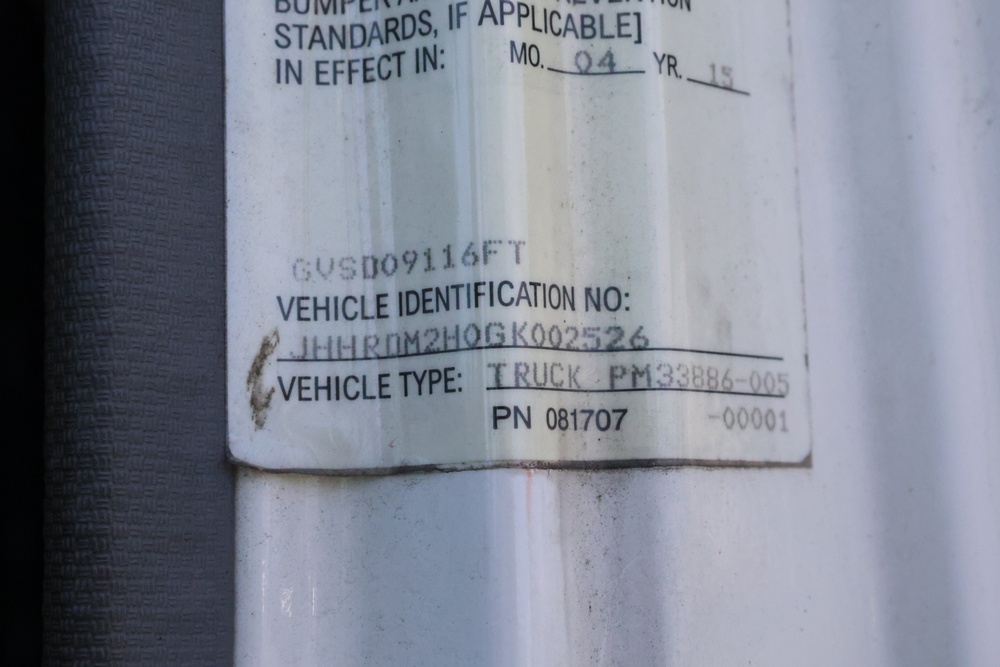 STANDARDS, IF APPLICABLE]
IN EFFECT IN: MO. 04 YR. 15
GVSD09116FT
VEHICLE IDENTIFICATION NO:
JHHRDM2H0GK002526
VEHICLE TYPE: TRUCK PM33886-005
PN 081707 -00001